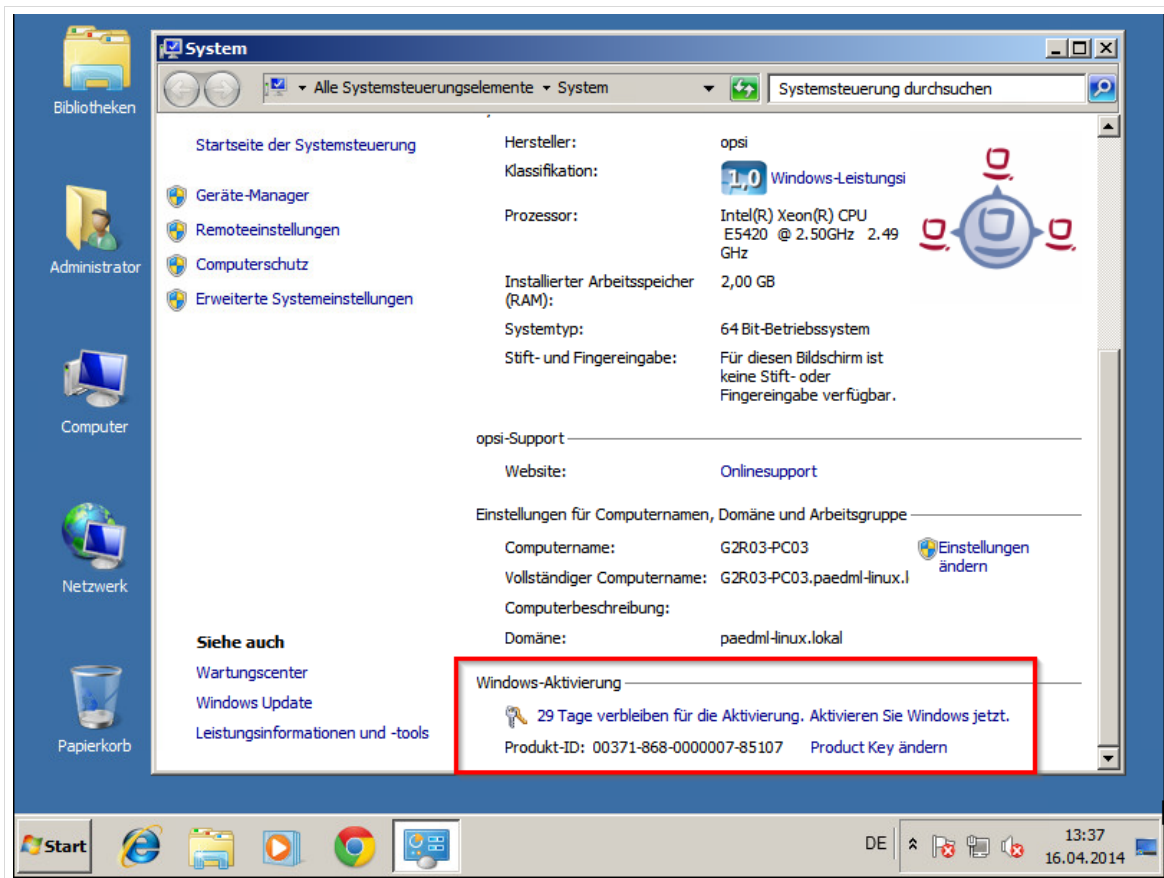 Bibliotheken
Administrator
Computer
Netzwerk
Papierkorb
System
Alle Systemsteuerungselemente System
Systemsteuerung durchsuchen
Startseite der Systemsteuerung
Geräte-Manager
Remoteeinstellungen
Computerschutz
Erweiterte Systemeinstellungen
Siehe auch
Wartungscenter
Windows Update
Leistungsinformationen und -tools
Hersteller: opsi
Klassifikation: 1,0 Windows-Leistungsi
Prozessor: Intel(R) Xeon(R) CPU
E5420 @ 2.50GHz 2.49
GHz
Installierter Arbeitsspeicher 2,00 GB
(RAM):
Systemtyp: 64 Bit-Betriebssystem
Stift- und Fingereingabe: Für diesen Bildschirm ist
keine Stift- oder
Fingereingabe verfügbar.
opsi-Support
Website: Onlinesupport
Einstellungen für Computernamen, Domäne und Arbeitsgruppe
Computername: G2R03-PC03 Einstellungen
ändern
Vollständiger Computername: G2R03-PC03.paedml-linux.l
Computerbeschreibung:
Domäne: paedml-linux.lokal
Windows-Aktivierung
29 Tage verbleiben für die Aktivierung. Aktivieren Sie Windows jetzt.
Produkt-ID: 00371-868-0000007-85107 Product Key ändern
Start
DE
13:37
16.04.2014